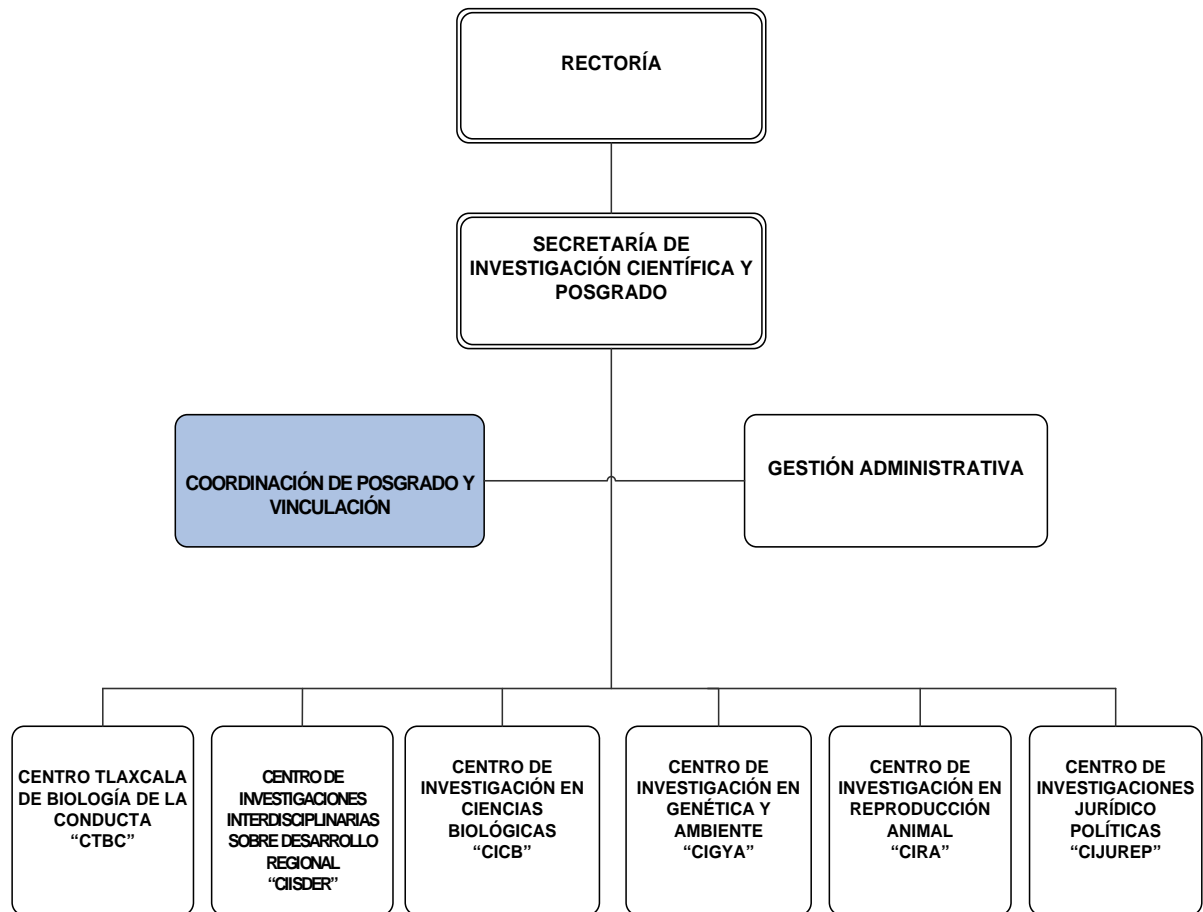 RECTORÍA
SECRETARÍA DE
INVESTIGACIÓN CIENTÍFICA Y
POSGRADO
COORDINACIÓN DE POSGRADO Y
VINCULACIÓN
GESTIÓN ADMINISTRATIVA
CENTRO TLAXCALA
DE BIOLOGÍA DE LA
CONDUCTA
“CTBC”
CENTRO DE
INVESTIGACIONES
INTERDISCIPLINARIAS
SOBRE DESARROLLO
REGIONAL
“CIISDER”
CENTRO DE
INVESTIGACIÓN EN
CIENCIAS
BIOLÓGICAS
“CICB”
CENTRO DE
INVESTIGACIÓN EN
GENÉTICA Y
AMBIENTE
“CIGYA”
CENTRO DE
INVESTIGACIÓN EN
REPRODUCCIÓN
ANIMAL
“CIRA”
CENTRO DE
INVESTIGACIONES
JURÍDICO
POLÍTICAS
“CIJUREP”